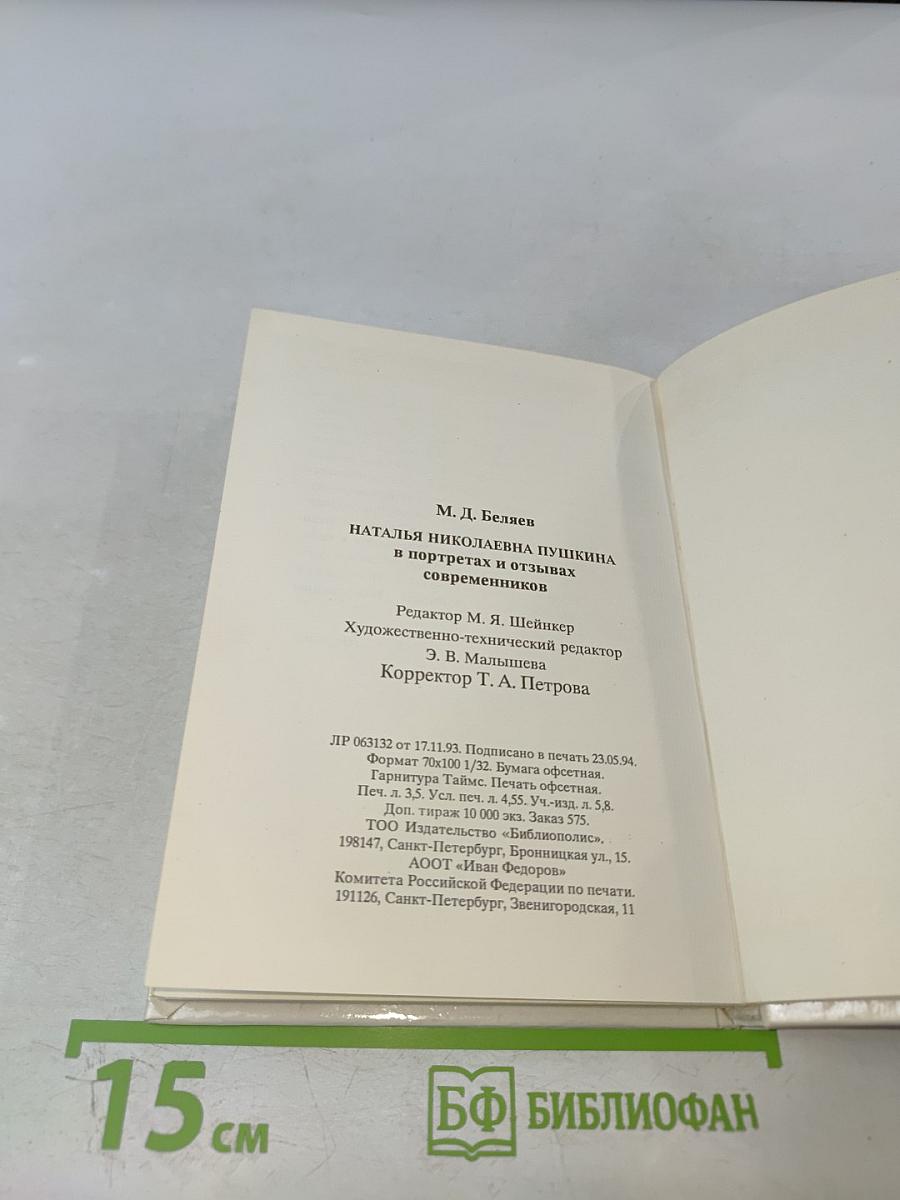 М. Д. Беляев
НАТАЛЬЯ НИКОЛАЕВНА ПУШКИНА
в портретах и отзывах
современников
Редактор М. Я. Шейнкер
Художественно-технический редактор
Э. В. Малышева
Корректор Т. А. Петрова
ЛР 063132 от 17.11.93. Подписано в печать 23.05.94.
Формат 70х100 1/32. Бумага офсетная.
Гарнитура Таймс. Печать офсетная.
Печ. л. 3,5. Усл. печ. л. 4,55. Уч.-изд. л. 5,8.
Доп. тираж 10 000 экз. Заказ 575.
ТОО Издательство «Библиополис».
198147, Санкт-Петербург, Бронницкая ул., 15.
АООТ «Иван Федоров»
Комитета Российской Федерации по печати.
191126, Санкт-Петербург, Звенигородская, 11
15 см
БФ БИБЛИОФАН